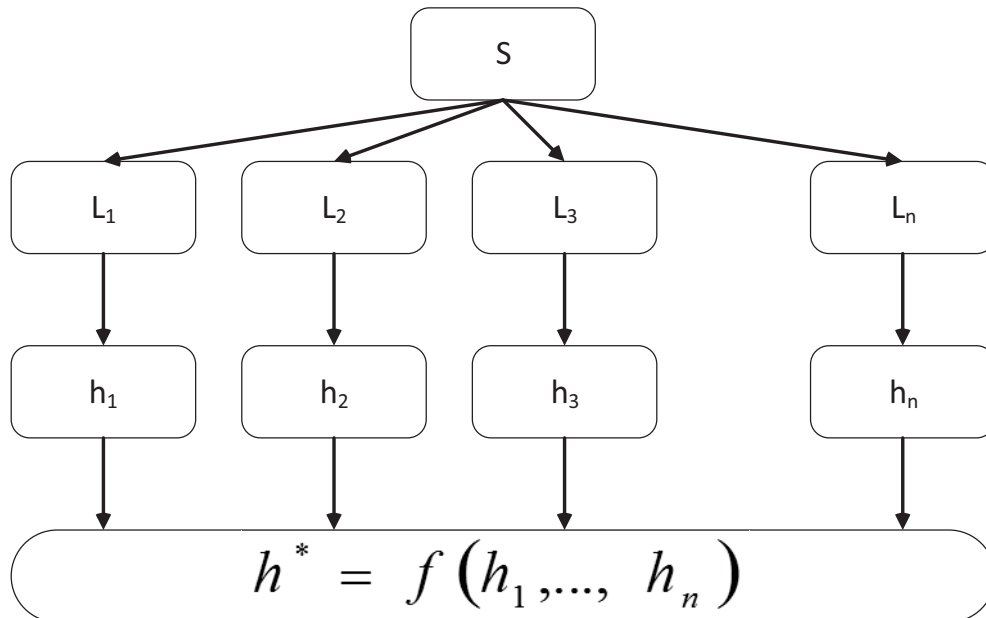 S
L₁ L₂ L₃ Lₙ
h₁ h₂ h₃ hₙ
h* = f(h₁,..., hₙ)